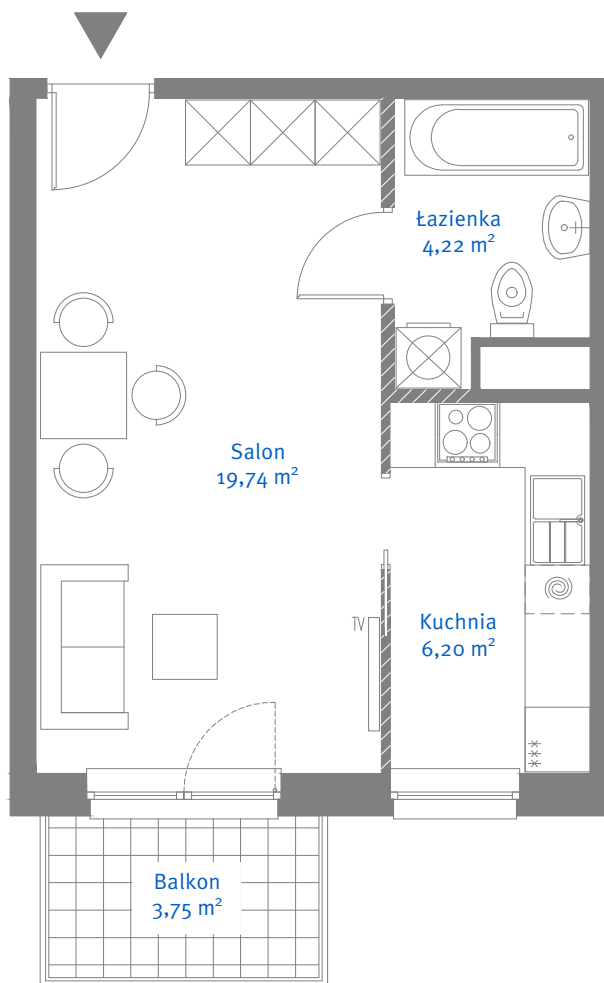 Łazienka
4,22 m²
Salon
19,74 m²
TV
Kuchnia
6,20 m²
Balkon
3,75 m²